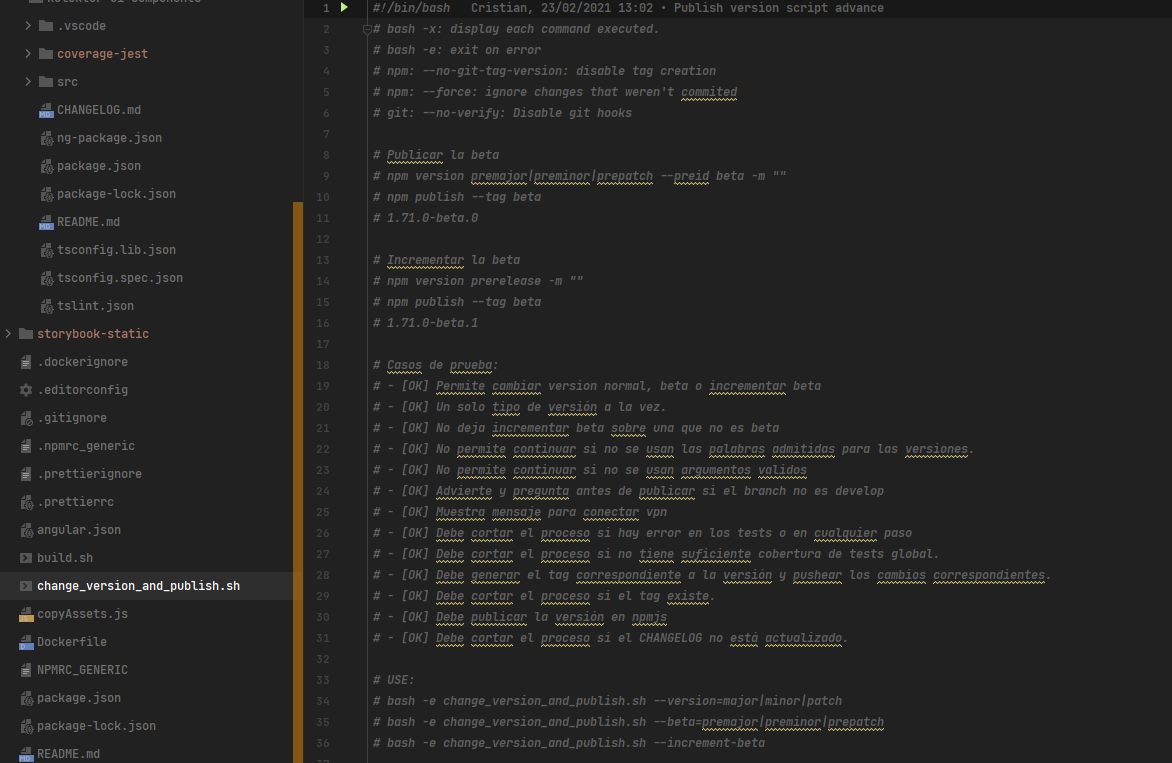 .vscode
coverage-jest
src
CHANGELOG.md
ng-package.json
package.json
package-lock.json
README.md
tsconfig.lib.json
tsconfig.spec.json
tslint.json
storybook-static
.dockerignore
.editorconfig
.gitignore
.npmrc_generic
.prettierignore
.prettierrc
angular.json
build.sh
change_version_and_publish.sh
copyAssets.js
Dockerfile
NPMRC_GENERIC
package.json
package-lock.json
README.md
1 #!/bin/bash Cristian, 23/02/2021 13:02 • Publish version script advance
2 # bash -x: display each command executed.
3 # bash -e: exit on error
4 # npm: --no-git-tag-version: disable tag creation
5 # npm: --force: ignore changes that weren't commited
6 # git: --no-verify: Disable git hooks
7
8 # Publicar la beta
9 # npm version premajor|preminor|prepatch --preid beta -m ""
10 # npm publish --tag beta
11 # 1.71.0-beta.0
12
13 # Incrementar la beta
14 # npm version prerelease -m ""
15 # npm publish --tag beta
16 # 1.71.0-beta.1
17
18 # Casos de prueba:
19 # - [OK] Permite cambiar version normal, beta o incrementar beta
20 # - [OK] Un solo tipo de versión a la vez.
21 # - [OK] No deja incrementar beta sobre una que no es beta
22 # - [OK] No permite continuar si no se usan las palabras admitidas para las versiones.
23 # - [OK] No permite continuar si no se usan argumentos validos
24 # - [OK] Advierte y pregunta antes de publicar si el branch no es develop
25 # - [OK] Muestra mensaje para conectar vpn
26 # - [OK] Debe cortar el proceso si hay error en los tests o en cualquier paso
27 # - [OK] Debe cortar el proceso si no tiene suficiente cobertura de tests global.
28 # - [OK] Debe generar el tag correspondiente a la versión y pushear los cambios correspondientes.
29 # - [OK] Debe cortar el proceso si el tag existe.
30 # - [OK] Debe publicar la versión en npmjs
31 # - [OK] Debe cortar el proceso si el CHANGELOG no está actualizado.
32
33 # USE:
34 # bash -e change_version_and_publish.sh --version=major|minor|patch
35 # bash -e change_version_and_publish.sh --beta=premajor|preminor|prepatch
36 # bash -e change_version_and_publish.sh --increment-beta